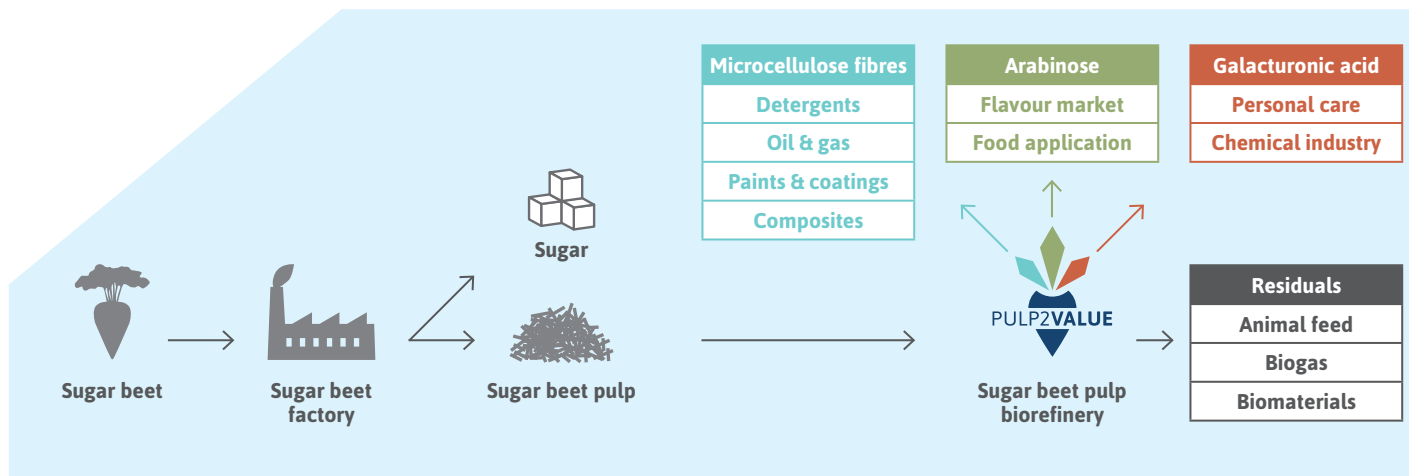 Microcellulose fibres
Detergents
Oil & gas
Paints & coatings
Composites
Arabinose
Flavour market
Food application
Galacturonic acid
Personal care
Chemical industry
Sugar
Sugar beet
Sugar beet
factory
Sugar beet pulp
PULP2VALUE
Sugar beet pulp
biorefinery
Residuals
Animal feed
Biogas
Biomaterials